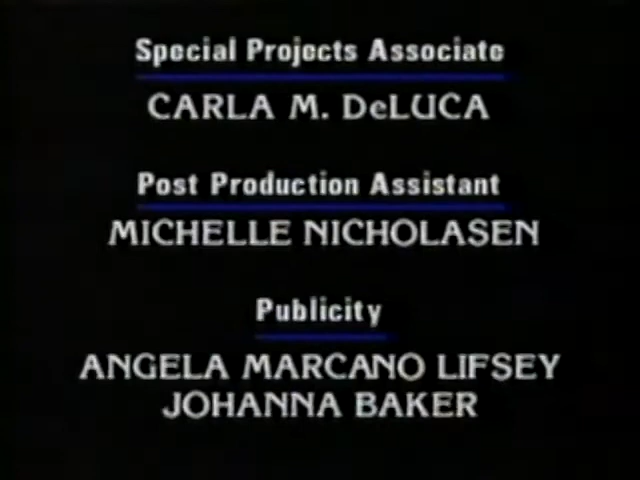 Special Projects Associate
CARLA M. DeLUCA
Post Production Assistant
MICHELLE NICHOLASEN
Publicity
ANGELA MARCANO LIFSEY
JOHANNA BAKER